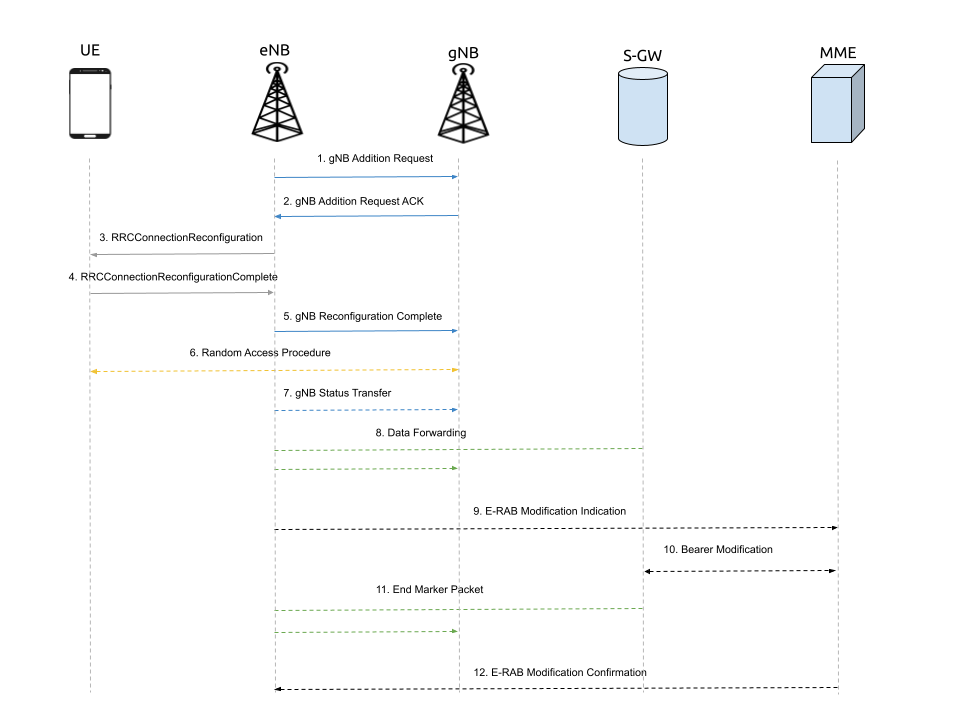 UE
eNB
gNB
S-GW
MME
1. gNB Addition Request
2. gNB Addition Request ACK
3. RRCConnectionReconfiguration
4. RRCConnectionReconfigurationComplete
5. gNB Reconfiguration Complete
6. Random Access Procedure
7. gNB Status Transfer
8. Data Forwarding
9. E-RAB Modification Indication
10. Bearer Modification
11. End Marker Packet
12. E-RAB Modification Confirmation